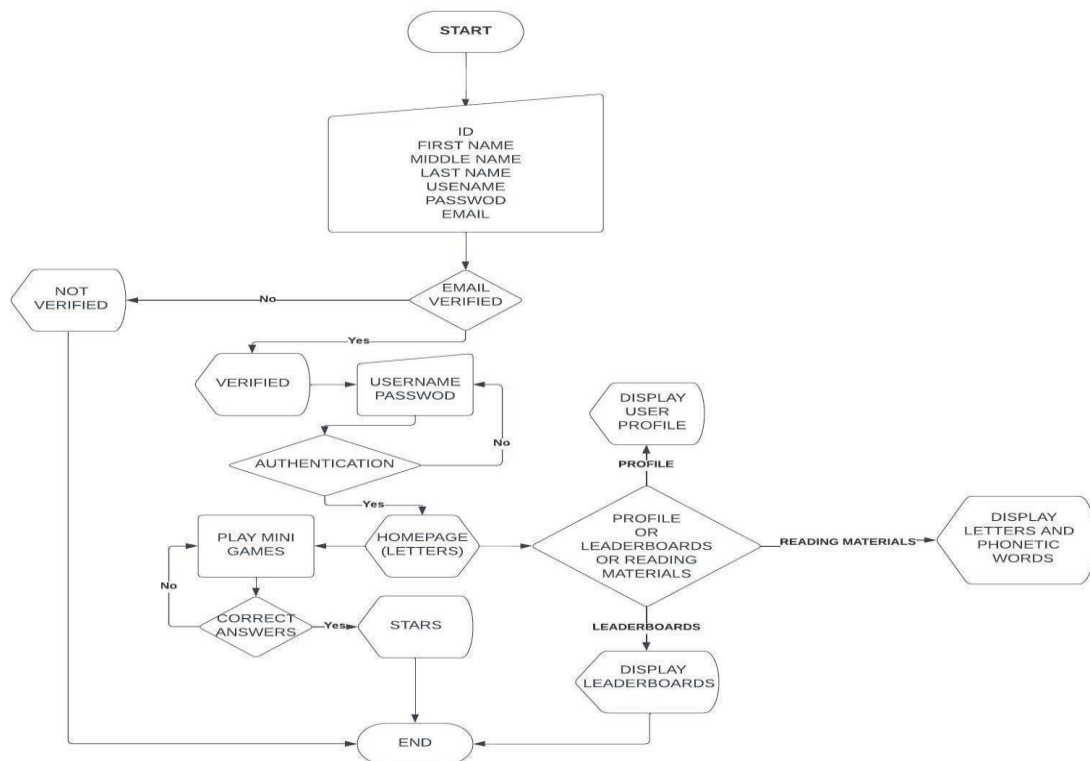 START
ID
FIRST NAME
MIDDLE NAME
LAST NAME
USENAME
PASSWOD
EMAIL
EMAIL
VERIFIED
No
NOT
VERIFIED
Yes
VERIFIED
USERNAME
PASSWOD
No
AUTHENTICATION
Yes
HOMEPAGE
(LETTERS)
PLAY MINI
GAMES
No
CORRECT
ANSWERS
Yes
STARS
PROFILE
OR
LEADERBOARDS
OR READING
MATERIALS
PROFILE
DISPLAY
USER
PROFILE
READING MATERIALS
DISPLAY
LETTERS AND
PHONETIC
WORDS
LEADERBOARDS
DISPLAY
LEADERBOARDS
END